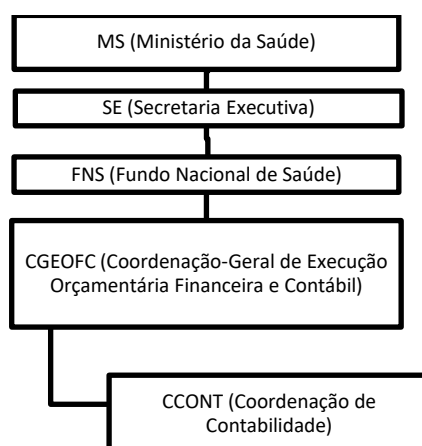 MS (Ministério da Saúde)
SE (Secretaria Executiva)
FNS (Fundo Nacional de Saúde)
CGEOFC (Coordenação-Geral de Execução
Orçamentária Financeira e Contábil)
CCONT (Coordenação de
Contabilidade)